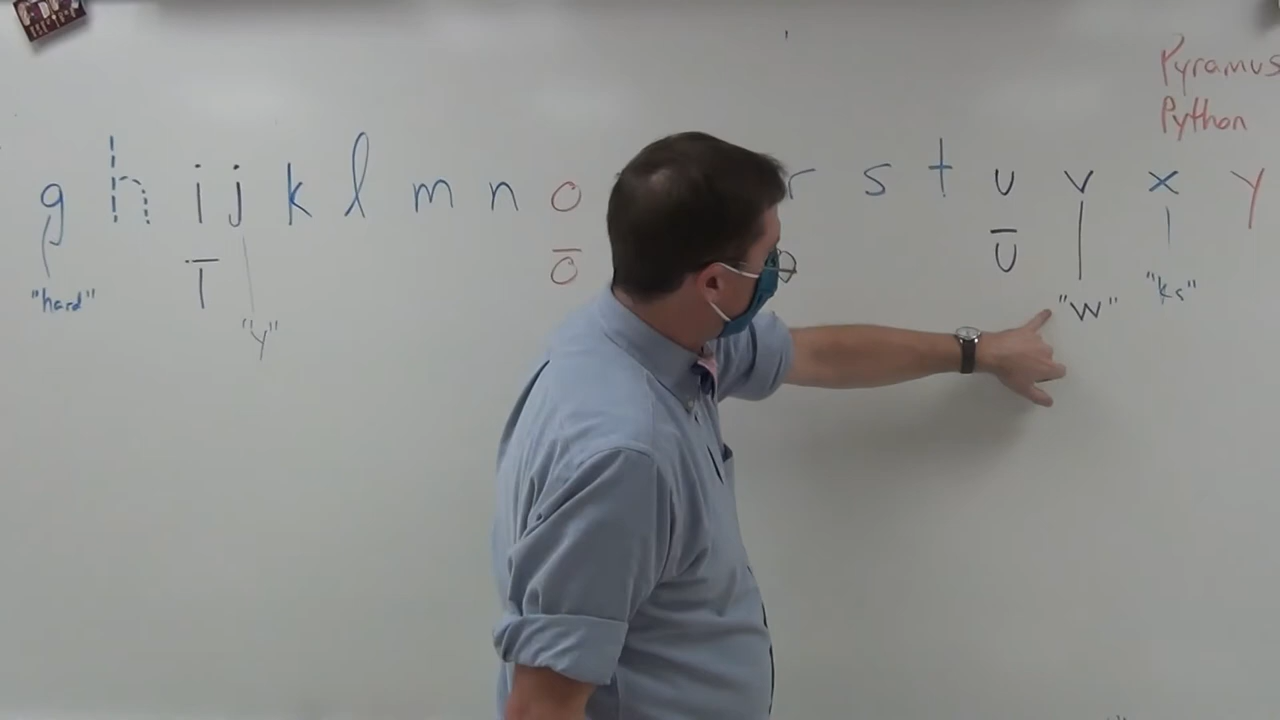 Pyramus
Python
g h i j k l m n o r s t u v x y
ī ō ū
"hard" "y" "w" "ks"